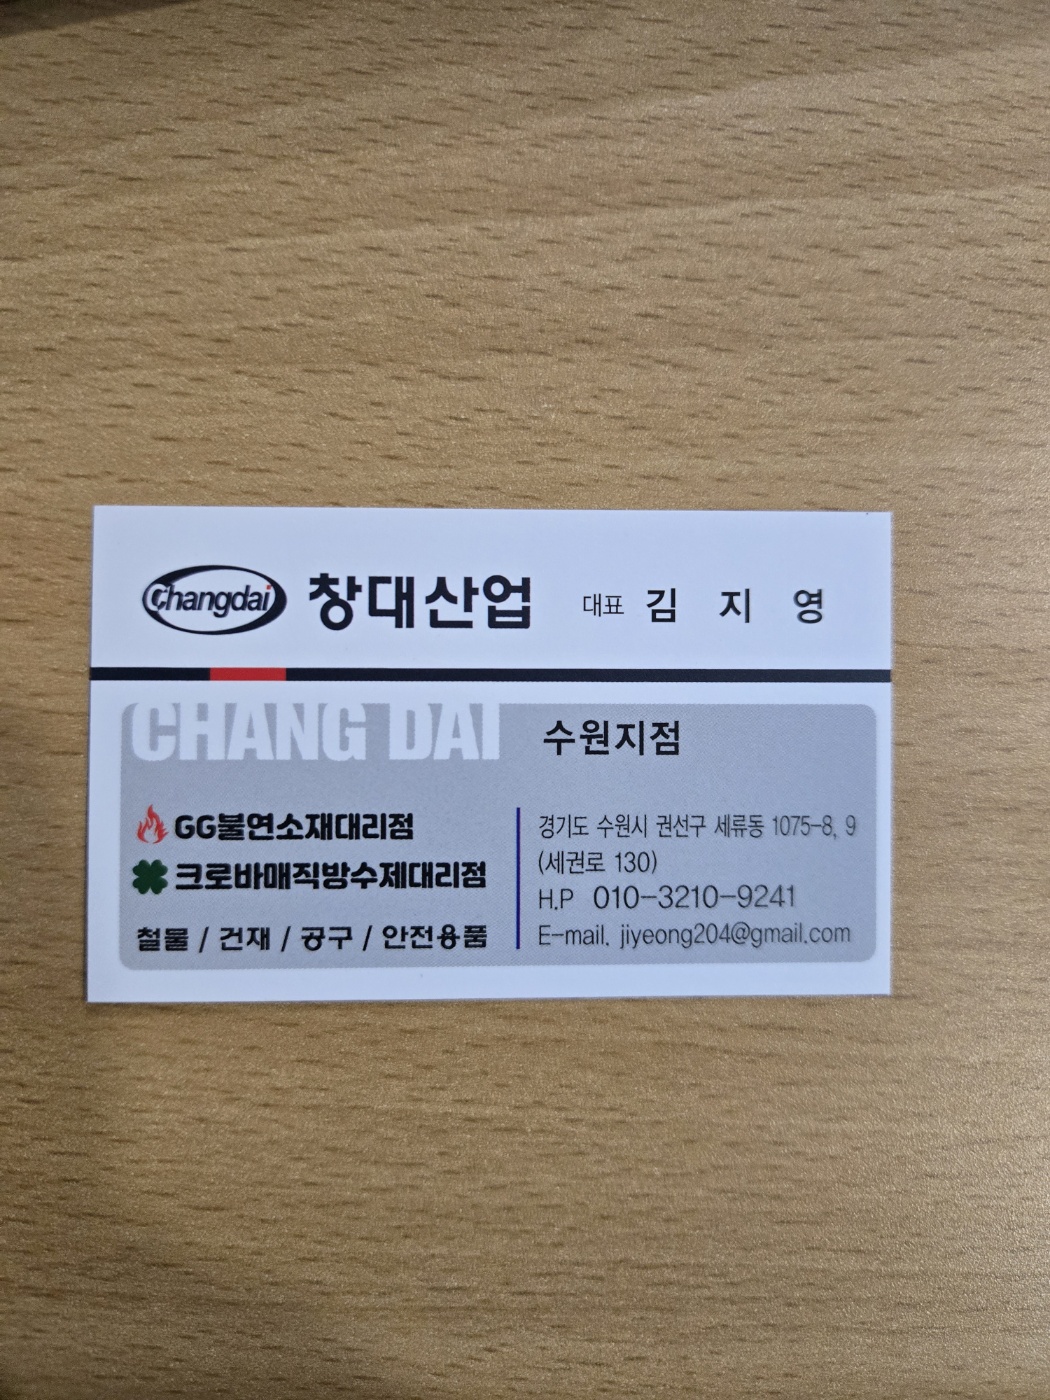 Changdai 창대산업 대표 김 지 영
CHANG DAI
수원지점
GG불연소재대리점
크로바매직방수제대리점
철물 / 건재 / 공구 / 안전용품
경기도 수원시 권선구 세류동 1075-8, 9
(세권로 130)
H.P 010-3210-9241
E-mail. jiyeong204@gmail.com